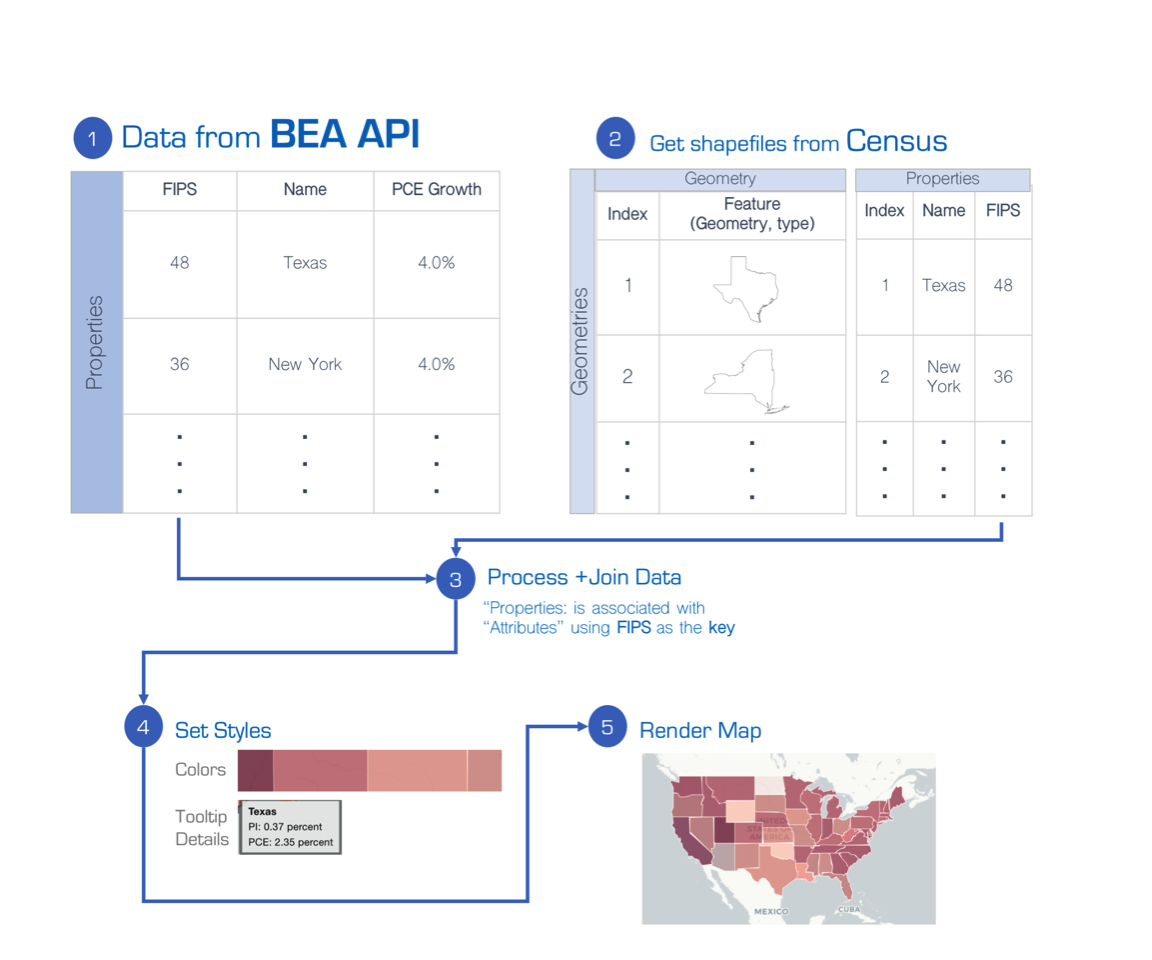 1 Data from BEA API
Properties
FIPS Name PCE Growth
48 Texas 4.0%
36 New York 4.0%
2 Get shapefiles from Census
Geometries
Geometry
Index Feature
(Geometry, type)
1
2
Properties
Index Name FIPS
1 Texas 48
2 New
York 36
3 Process +Join Data
“Properties: is associated with
“Attributes” using FIPS as the key
4 Set Styles
Colors
Tooltip
Details
Texas
PI: 0.37 percent
PCE: 2.35 percent
5 Render Map
UNITED
STATES OF
AMERICA
MEXICO
CUBA